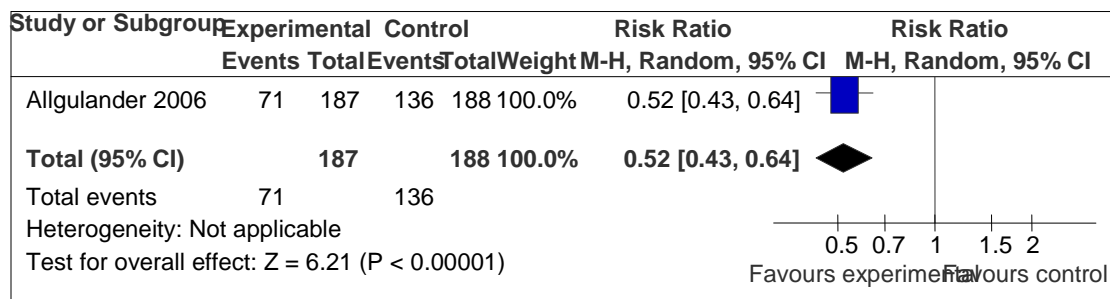 Study or Subgroup Experimental Control Risk Ratio Risk Ratio
Events Total Events Total Weight M-H, Random, 95% CI M-H, Random, 95% CI
Allgulander 2006 71 187 136 188 100.0% 0.52 [0.43, 0.64]
Total (95% CI) 187 188 100.0% 0.52 [0.43, 0.64]
Total events 71 136
Heterogeneity: Not applicable
Test for overall effect: Z = 6.21 (P < 0.00001)
0.5 0.7 1 1.5 2
Favours experimental Favours control